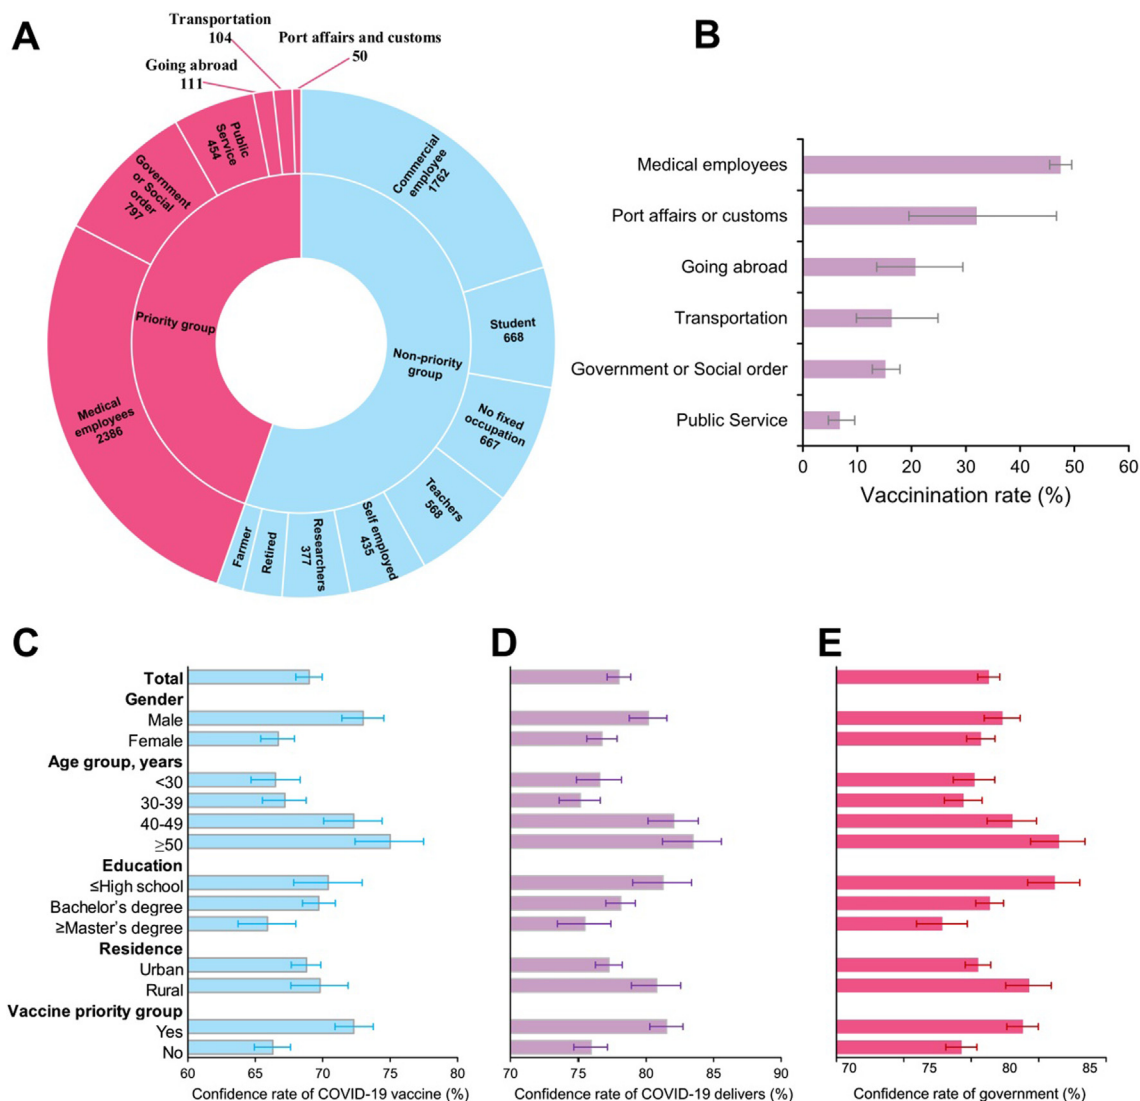 A
Transportation
104
Port affairs and customs
50
Going abroad
111
Public
Service
454
Government
or Social
order
797
Commercial
employee
1762
Priority group
Non-priority
group
Student
668
Medical
employees
2386
No fixed
occupation
667
Teachers
568
Self employed
435
Researchers
377
Retired
Farmer
B
Medical employees
Port affairs or customs
Going abroad
Transportation
Government or Social order
Public Service
0 10 20 30 40 50 60
Vaccinination rate (%)
C
Total
Gender
Male
Female
Age group, years
<30
30-39
40-49
≥50
Education
≤High school
Bachelor's degree
≥Master's degree
Residence
Urban
Rural
Vaccine priority group
Yes
No
60 65 70 75 80
Confidence rate of COVID-19 vaccine (%)
D
70 75 80 85 90
Confidence rate of COVID-19 delivers (%)
E
70 75 80 85
Confidence rate of government (%)